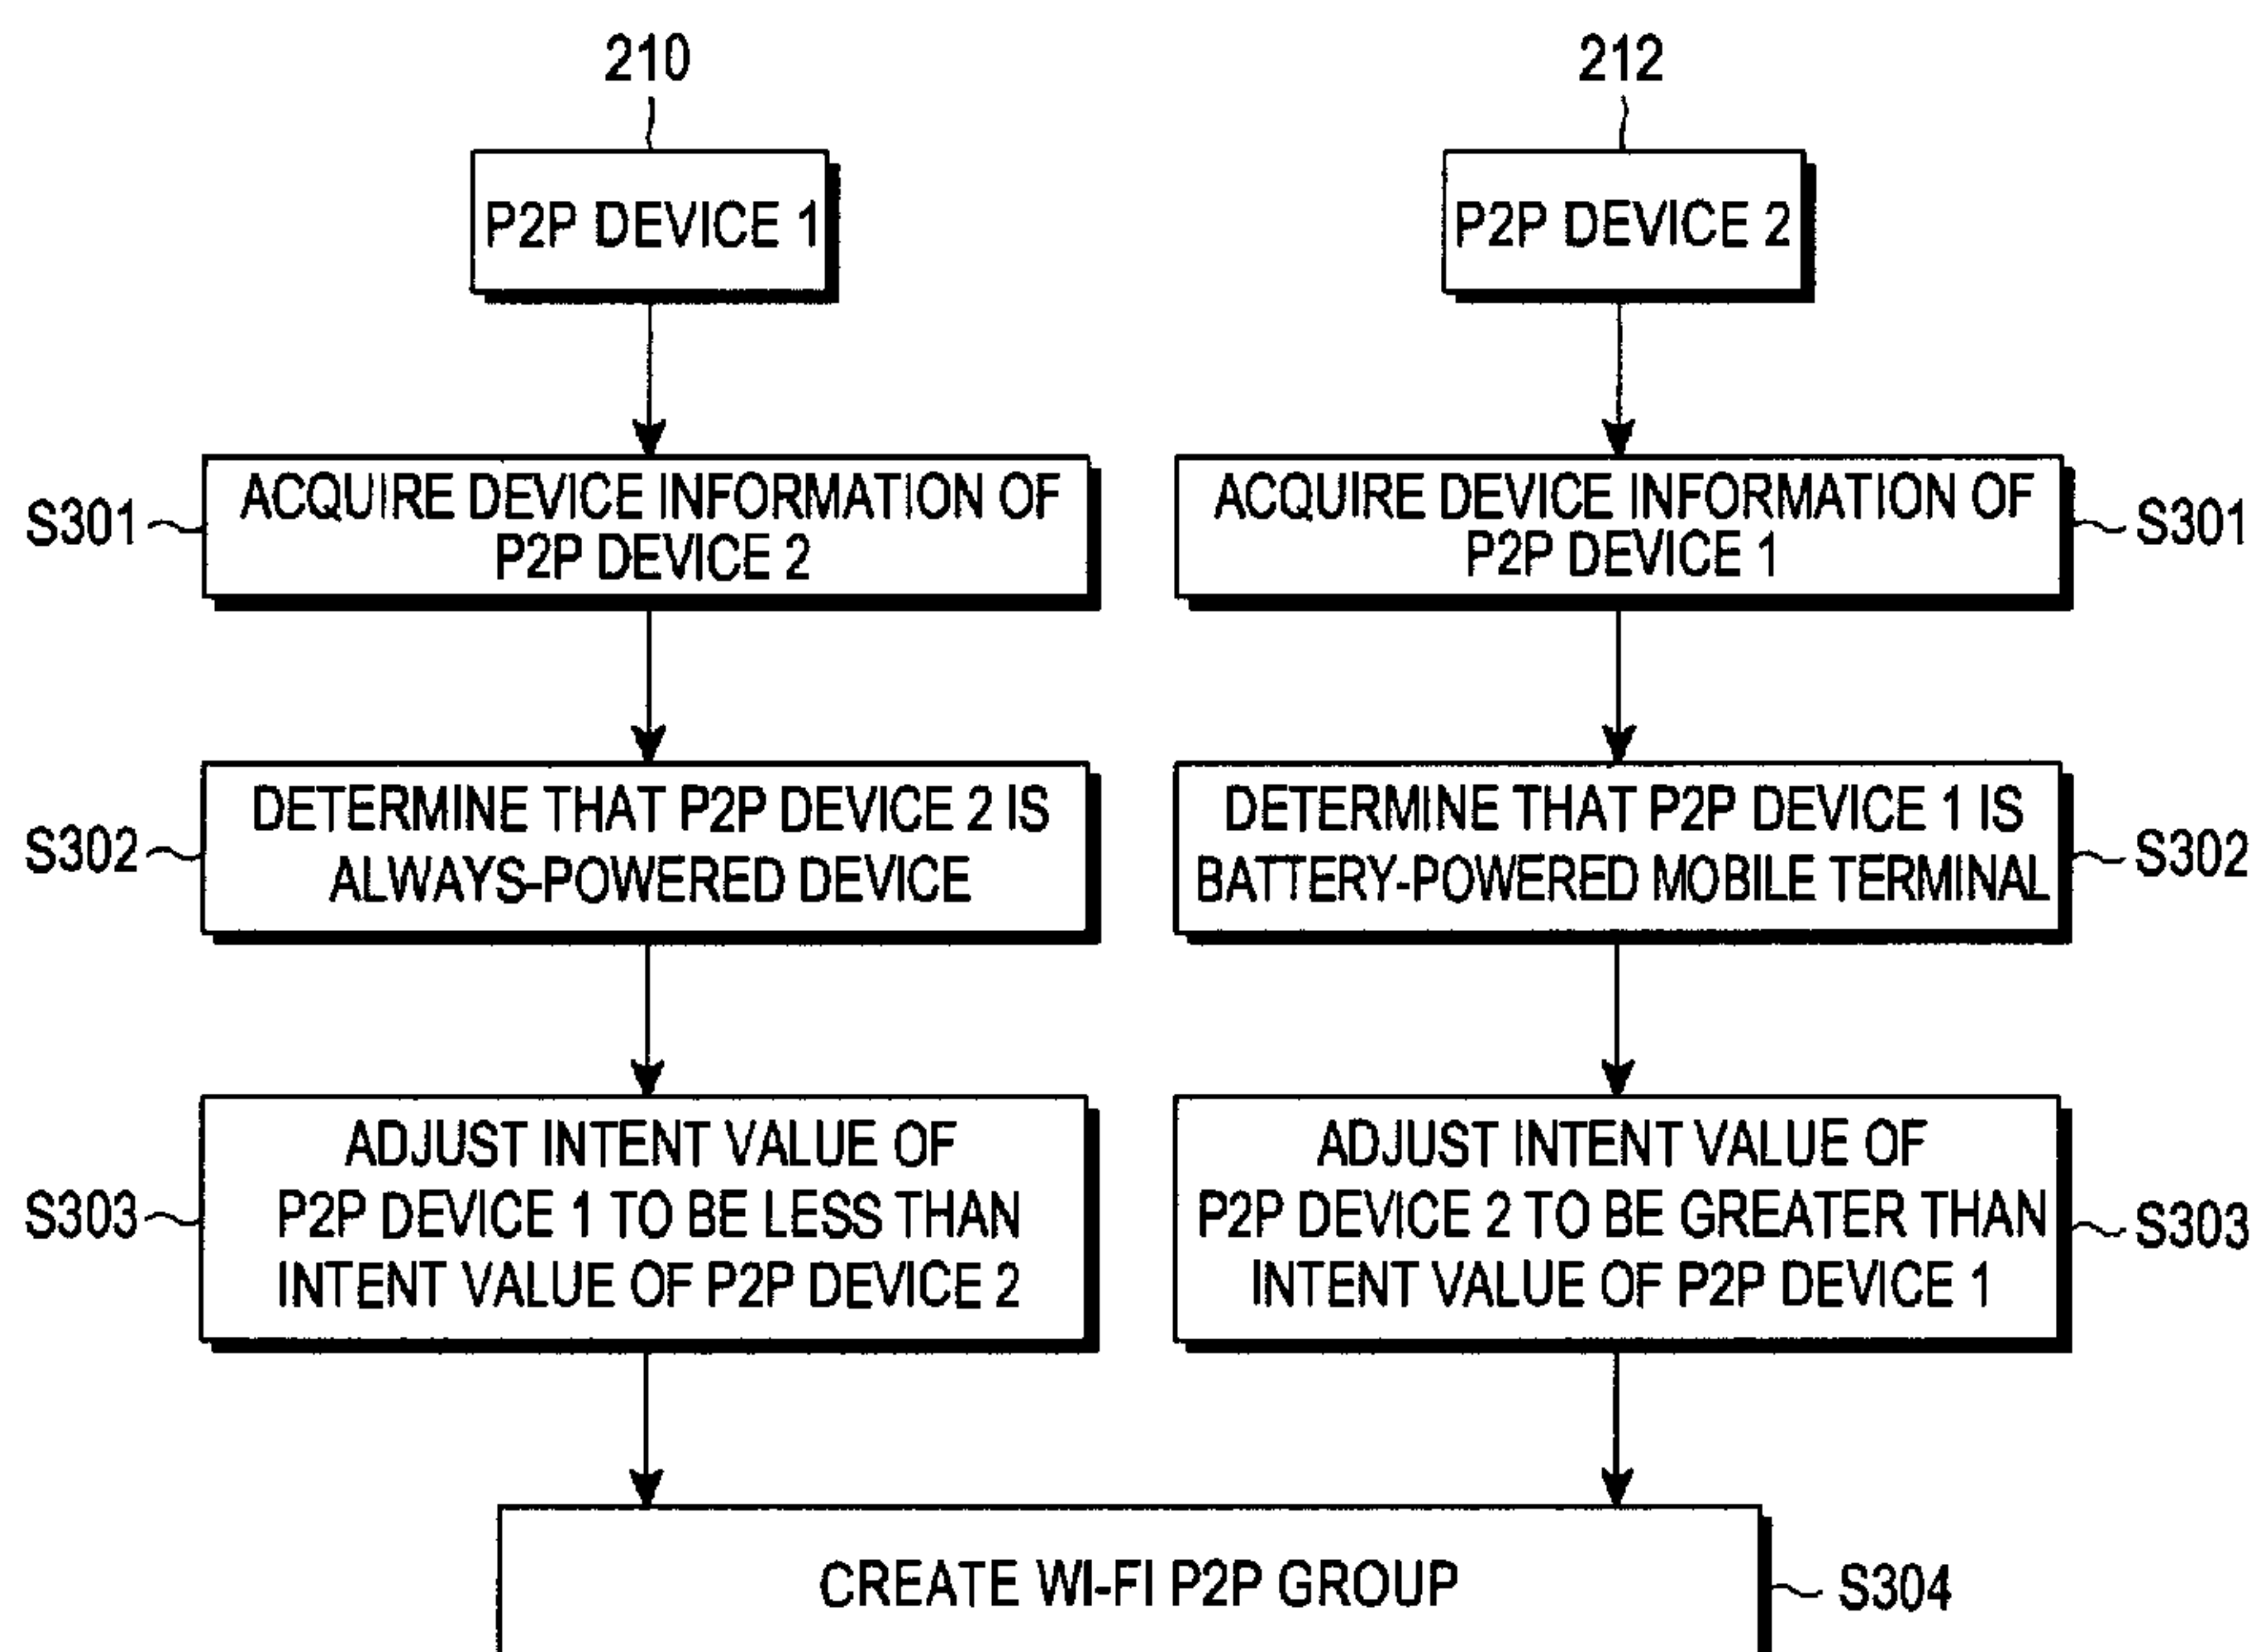 210
212
P2P DEVICE 1
P2P DEVICE 2
S301
ACQUIRE DEVICE INFORMATION OF
P2P DEVICE 2
ACQUIRE DEVICE INFORMATION OF
P2P DEVICE 1
S301
S302
DETERMINE THAT P2P DEVICE 2 IS
ALWAYS-POWERED DEVICE
DETERMINE THAT P2P DEVICE 1 IS
BATTERY-POWERED MOBILE TERMINAL
S302
S303
ADJUST INTENT VALUE OF
P2P DEVICE 1 TO BE LESS THAN
INTENT VALUE OF P2P DEVICE 2
ADJUST INTENT VALUE OF
P2P DEVICE 2 TO BE GREATER THAN
INTENT VALUE OF P2P DEVICE 1
S303
CREATE WI-FI P2P GROUP
S304